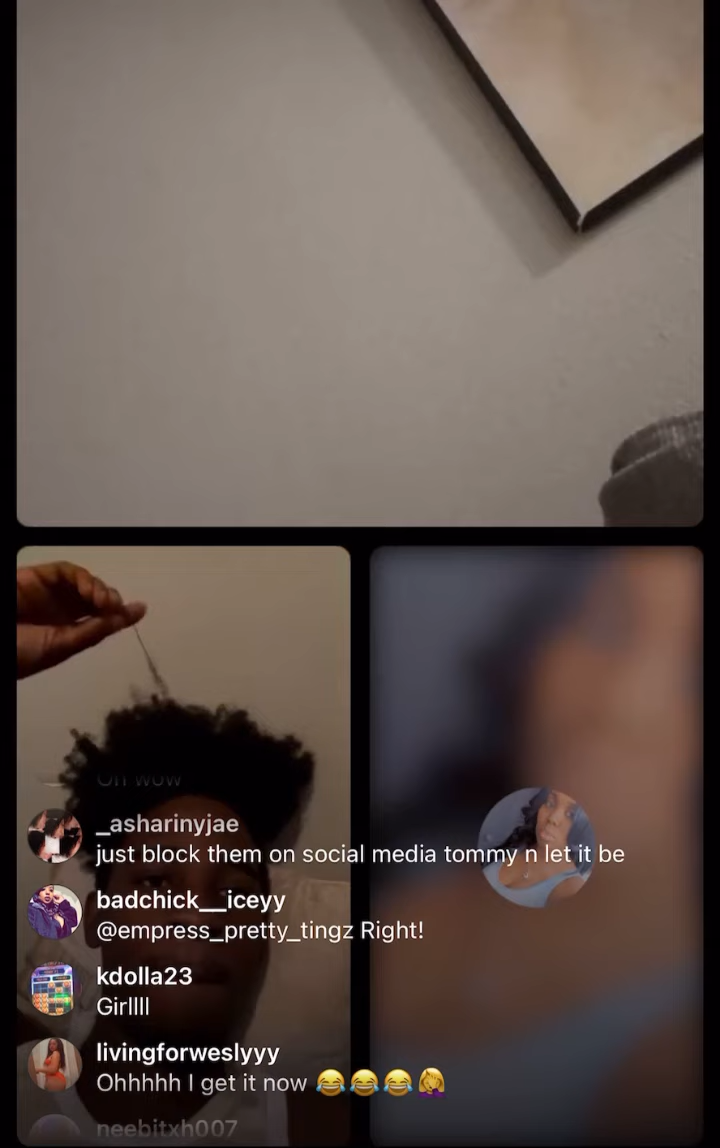 Oh wow
_asharinyjae
just block them on social media tommy n let it be
badchick__iceyy
@empress_pretty_tingz Right!
kdolla23
Girllll
livingforweslyyy
Ohhhhh I get it now 😂😂😂🤦‍♀️
neebitxh007